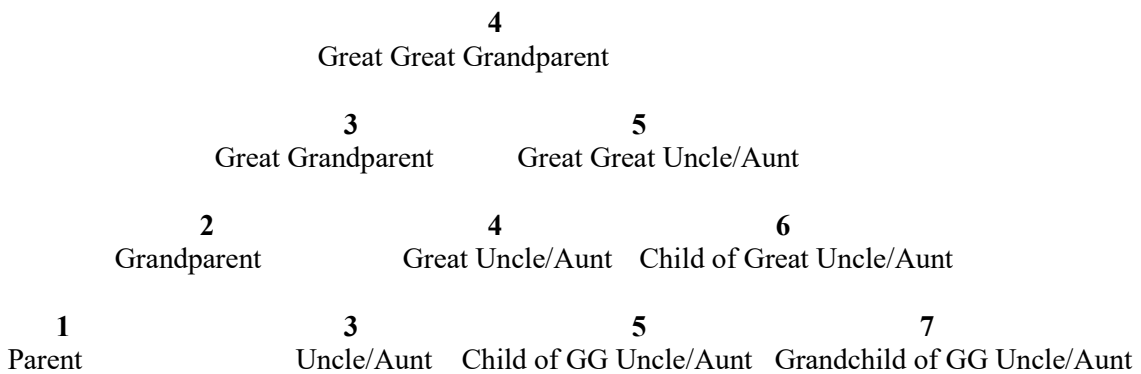 4
Great Great Grandparent
3 5
Great Grandparent Great Great Uncle/Aunt
2 4 6
Grandparent Great Uncle/Aunt Child of Great Uncle/Aunt
1 3 5 7
Parent Uncle/Aunt Child of GG Uncle/Aunt Grandchild of GG Uncle/Aunt